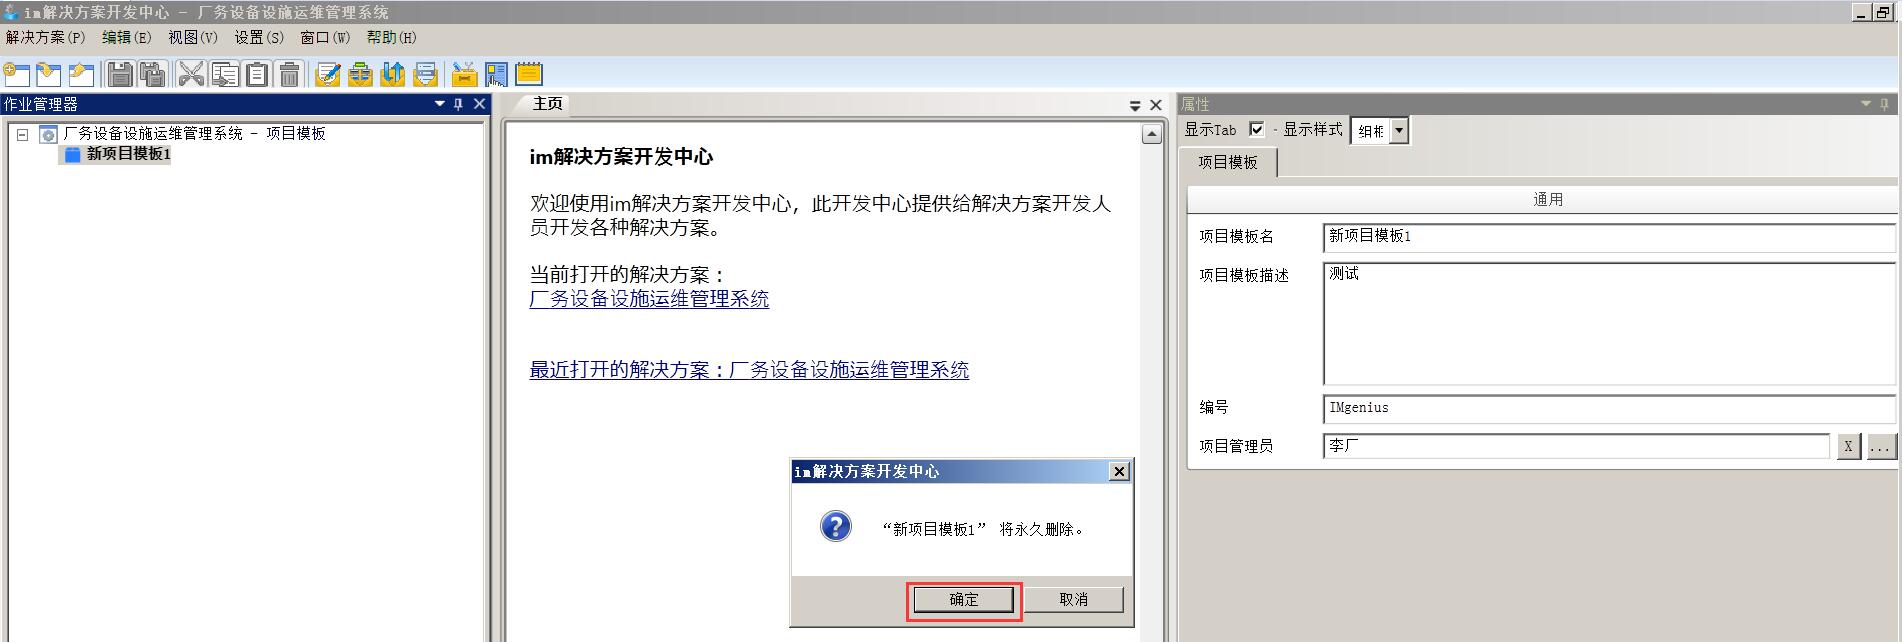 im解决方案开发中心 - 厂务设备设施运维管理系统
解决方案(P) 编辑(E) 视图(V) 设置(S) 窗口(W) 帮助(H)
作业管理器
厂务设备设施运维管理系统 - 项目模板
新项目模板1
主页
im解决方案开发中心
欢迎使用im解决方案开发中心，此开发中心提供给解决方案开发人
员开发各种解决方案。
当前打开的解决方案：
厂务设备设施运维管理系统
最近打开的解决方案：厂务设备设施运维管理系统
im解决方案开发中心
“新项目模板1” 将永久删除。
确定 取消
属性
显示Tab - 显示样式
项目模板
通用
项目模板名 新项目模板1
项目模板描述 测试
编号 IMgenius
项目管理员 李厂 X ...